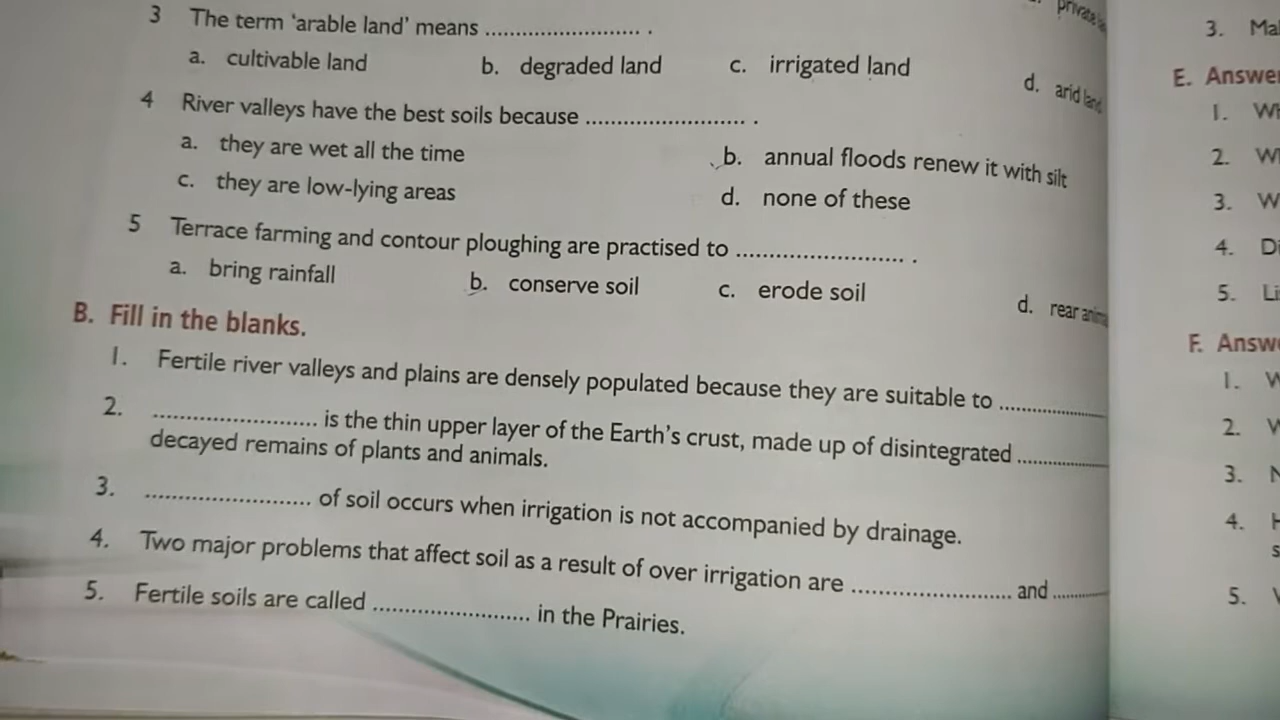 private
3 The term 'arable land' means ......................... .
a. cultivable land b. degraded land c. irrigated land d. arid land
4 River valleys have the best soils because ......................... .
a. they are wet all the time b. annual floods renew it with silt
c. they are low-lying areas d. none of these
5 Terrace farming and contour ploughing are practised to ......................... .
a. bring rainfall b. conserve soil c. erode soil d. rear
B. Fill in the blanks.
1. Fertile river valleys and plains are densely populated because they are suitable to ................
2. ......................... is the thin upper layer of the Earth's crust, made up of disintegrated ..............
decayed remains of plants and animals.
3. ......................... of soil occurs when irrigation is not accompanied by drainage.
4. Two major problems that affect soil as a result of over irrigation are ......................... and ..........
5. Fertile soils are called ......................... in the Prairies.
3.
E.
1.
2.
3.
4.
5.
F.
1.
2.
3.
4.
5.